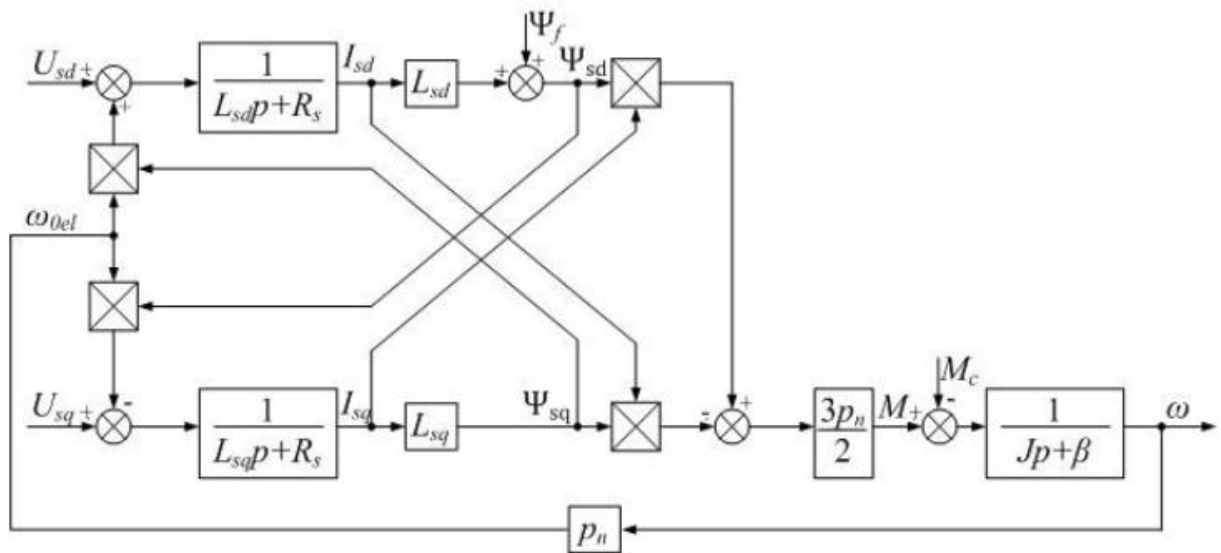 Ψf
Usd +
+
1
Lsdp+Rs
Isd
Lsd
+
+
Ψsd
ω0el
Usq +
-
1
Lsqp+Rs
Isq
Lsq
Ψsq
-
+
3pn
2
M +
Mc
-
1
Jp+β
ω
pn